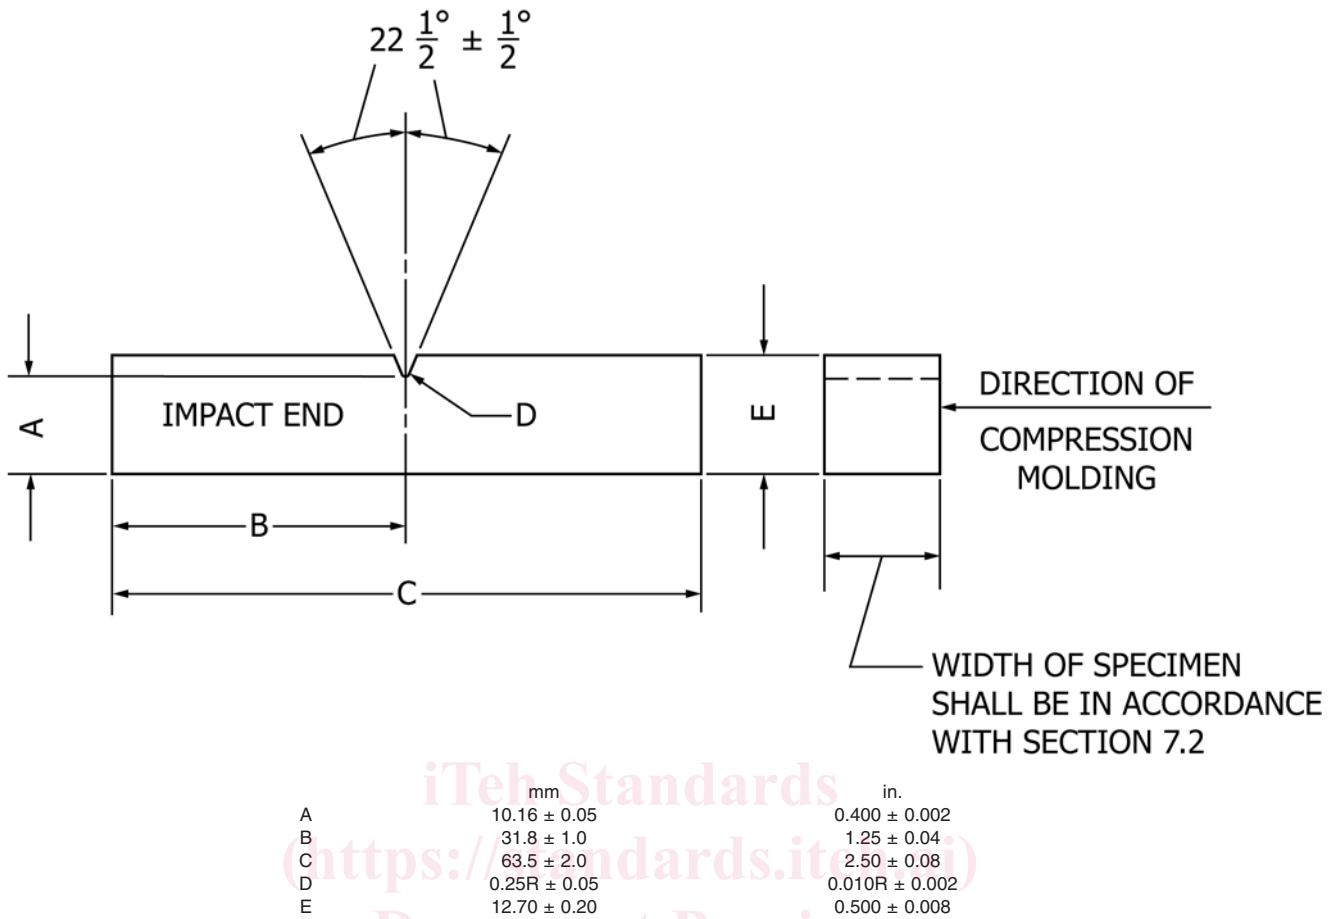 22 1/2° ± 1/2°
A
IMPACT END
D
E
DIRECTION OF
COMPRESSION
MOLDING
B
C
WIDTH OF SPECIMEN
SHALL BE IN ACCORDANCE
WITH SECTION 7.2
iTeh Standards
mm in.
A 10.16 ± 0.05 0.400 ± 0.002
B 31.8 ± 1.0 1.25 ± 0.04
(https://standards.iteh.ai)
C 63.5 ± 2.0 2.50 ± 0.08
D 0.25R ± 0.05 0.010R ± 0.002
E 12.70 ± 0.20 0.500 ± 0.008